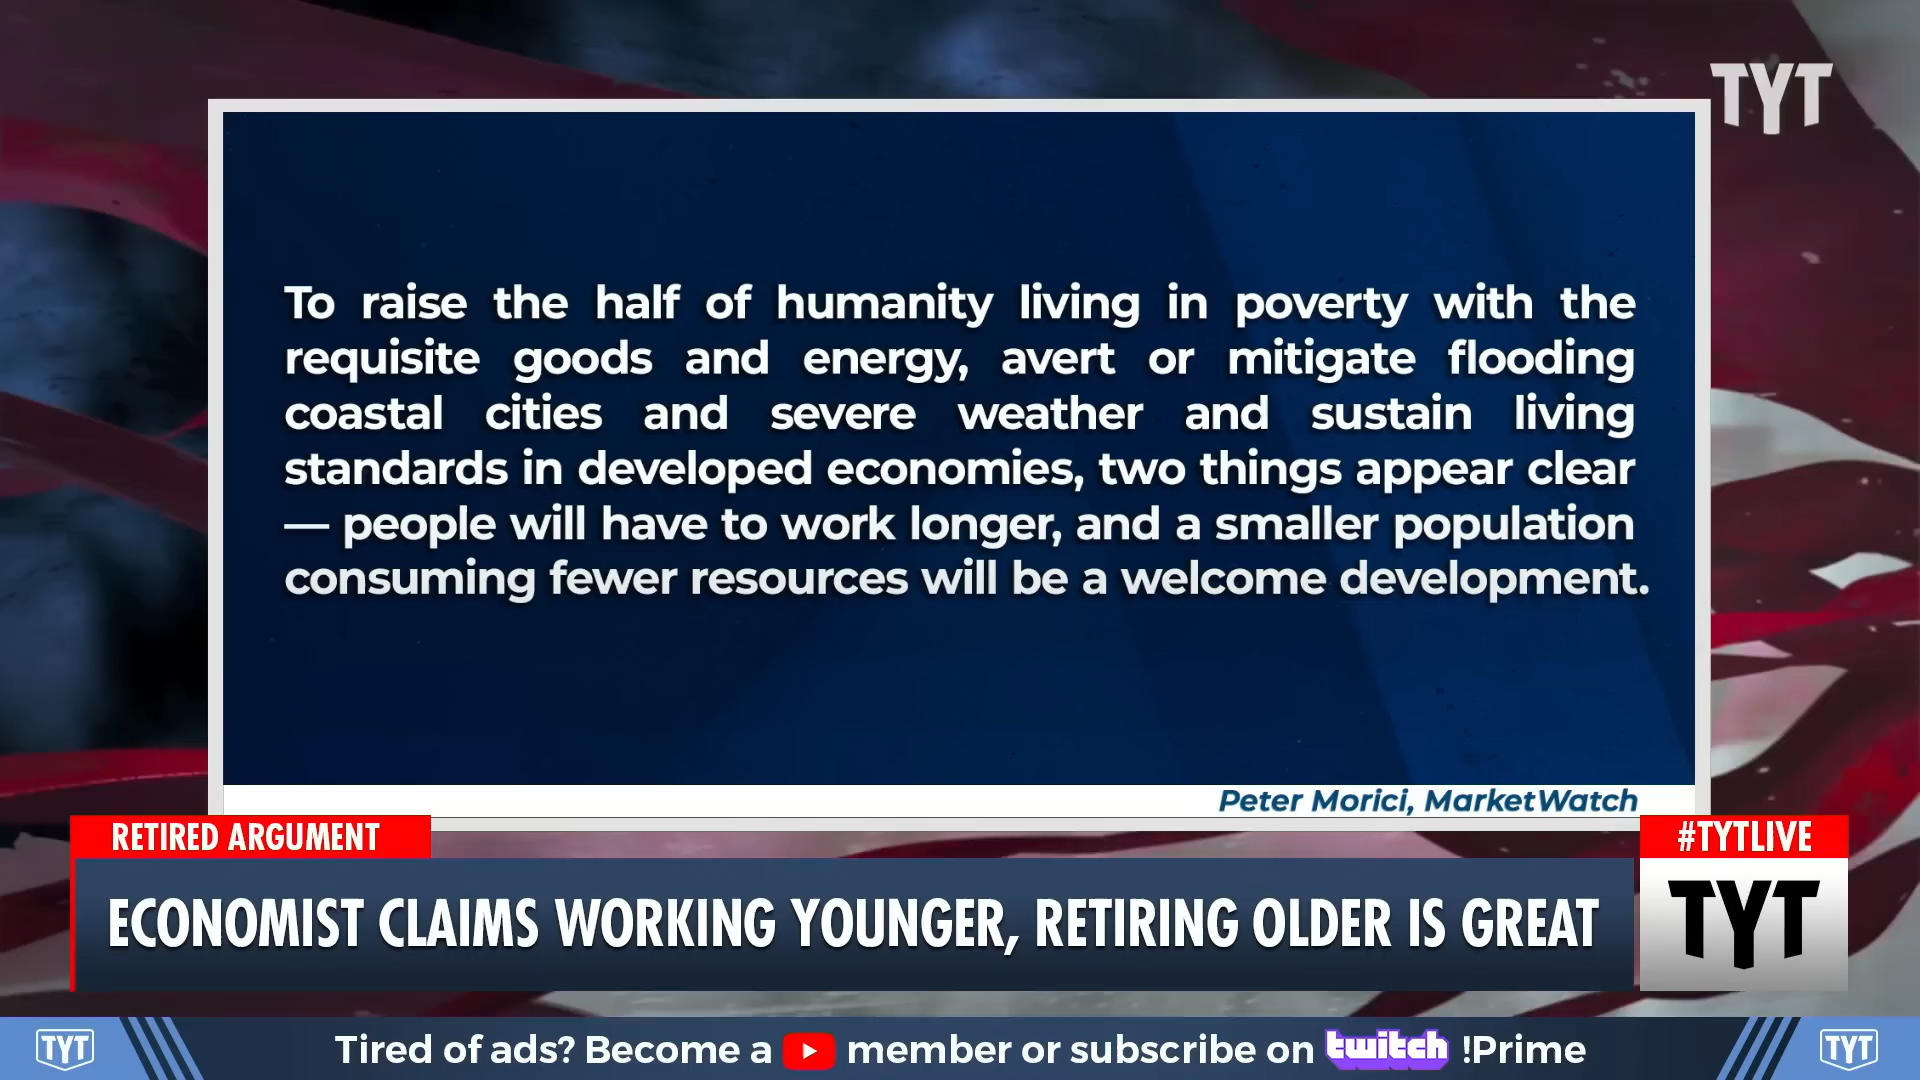 TYT
To raise the half of humanity living in poverty with the
requisite goods and energy, avert or mitigate flooding
coastal cities and severe weather and sustain living
standards in developed economies, two things appear clear
— people will have to work longer, and a smaller population
consuming fewer resources will be a welcome development.
Peter Morici, MarketWatch
RETIRED ARGUMENT
#TYTLIVE
ECONOMIST CLAIMS WORKING YOUNGER, RETIRING OLDER IS GREAT
TYT
TYT
Tired of ads? Become a member or subscribe on twitch !Prime
TYT